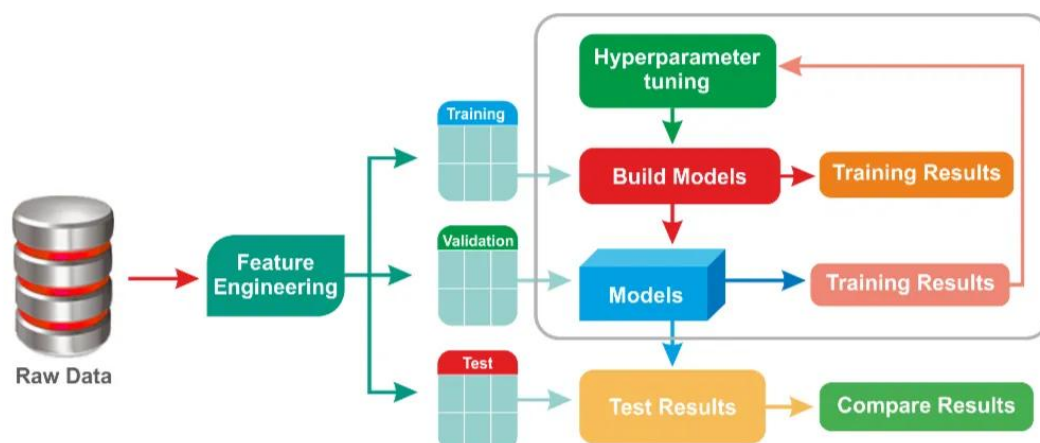 Hyperparameter
tuning
Training
Build Models
Training Results
Validation
Feature
Engineering
Models
Training Results
Raw Data
Test
Test Results
Compare Results